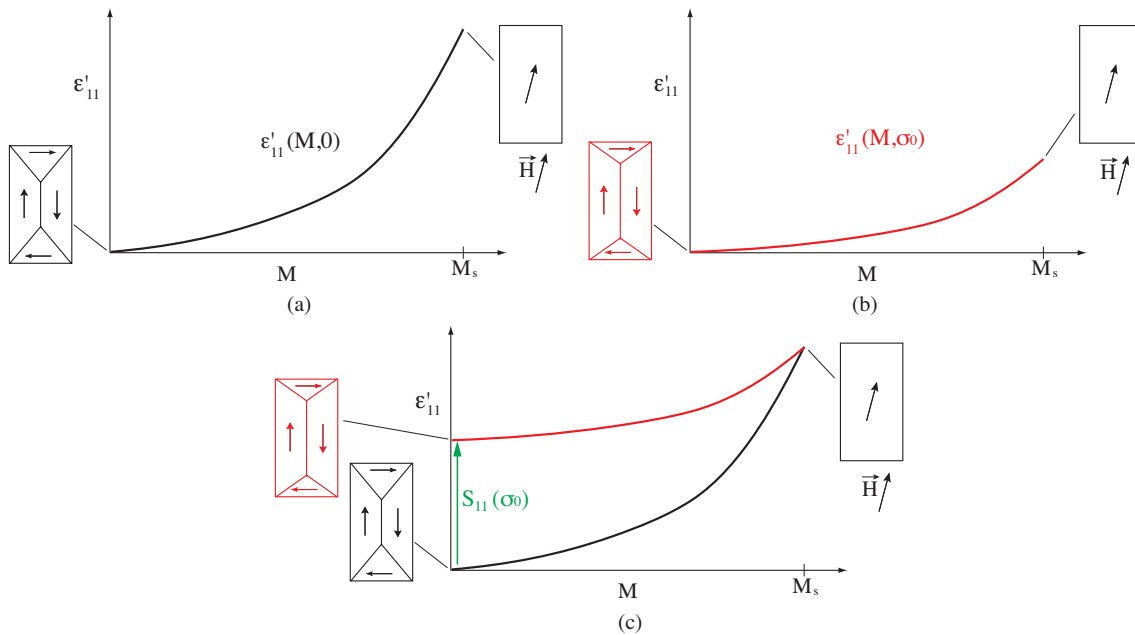 ε'₁₁
ε'₁₁(M,0)
H⃗
M
Mₛ
(a)
ε'₁₁
ε'₁₁(M,σ₀)
H⃗
M
Mₛ
(b)
ε'₁₁
S₁₁(σ₀)
H⃗
M
Mₛ
(c)